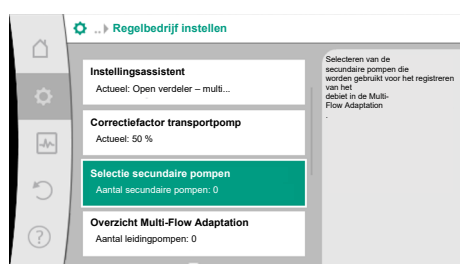 .. Regelbedrijf instellen
Instellingsassistent
Actueel: Open verdeler – multi...
Correctiefactor transportpomp
Actueel: 50 %
Selectie secundaire pompen
Aantal secundaire pompen: 0
Overzicht Multi-Flow Adaptation
Aantal leidingpompen: 0
Selecteren van de
secundaire pompen die
worden gebruikt voor het registreren
van het
debiet in de Multi-
Flow Adaptation
.
?